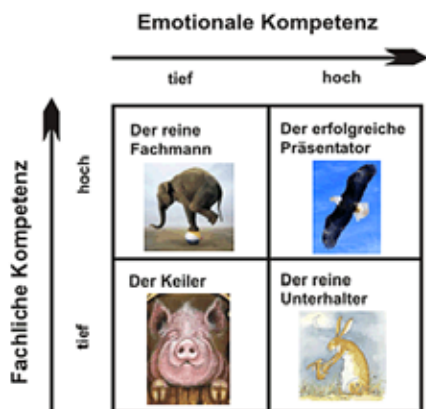 Emotionale Kompetenz
tief
hoch
Fachliche Kompetenz
hoch
tief
Der reine
Fachmann
Der erfolgreiche
Präsentator
Der Keiler
Der reine
Unterhalter